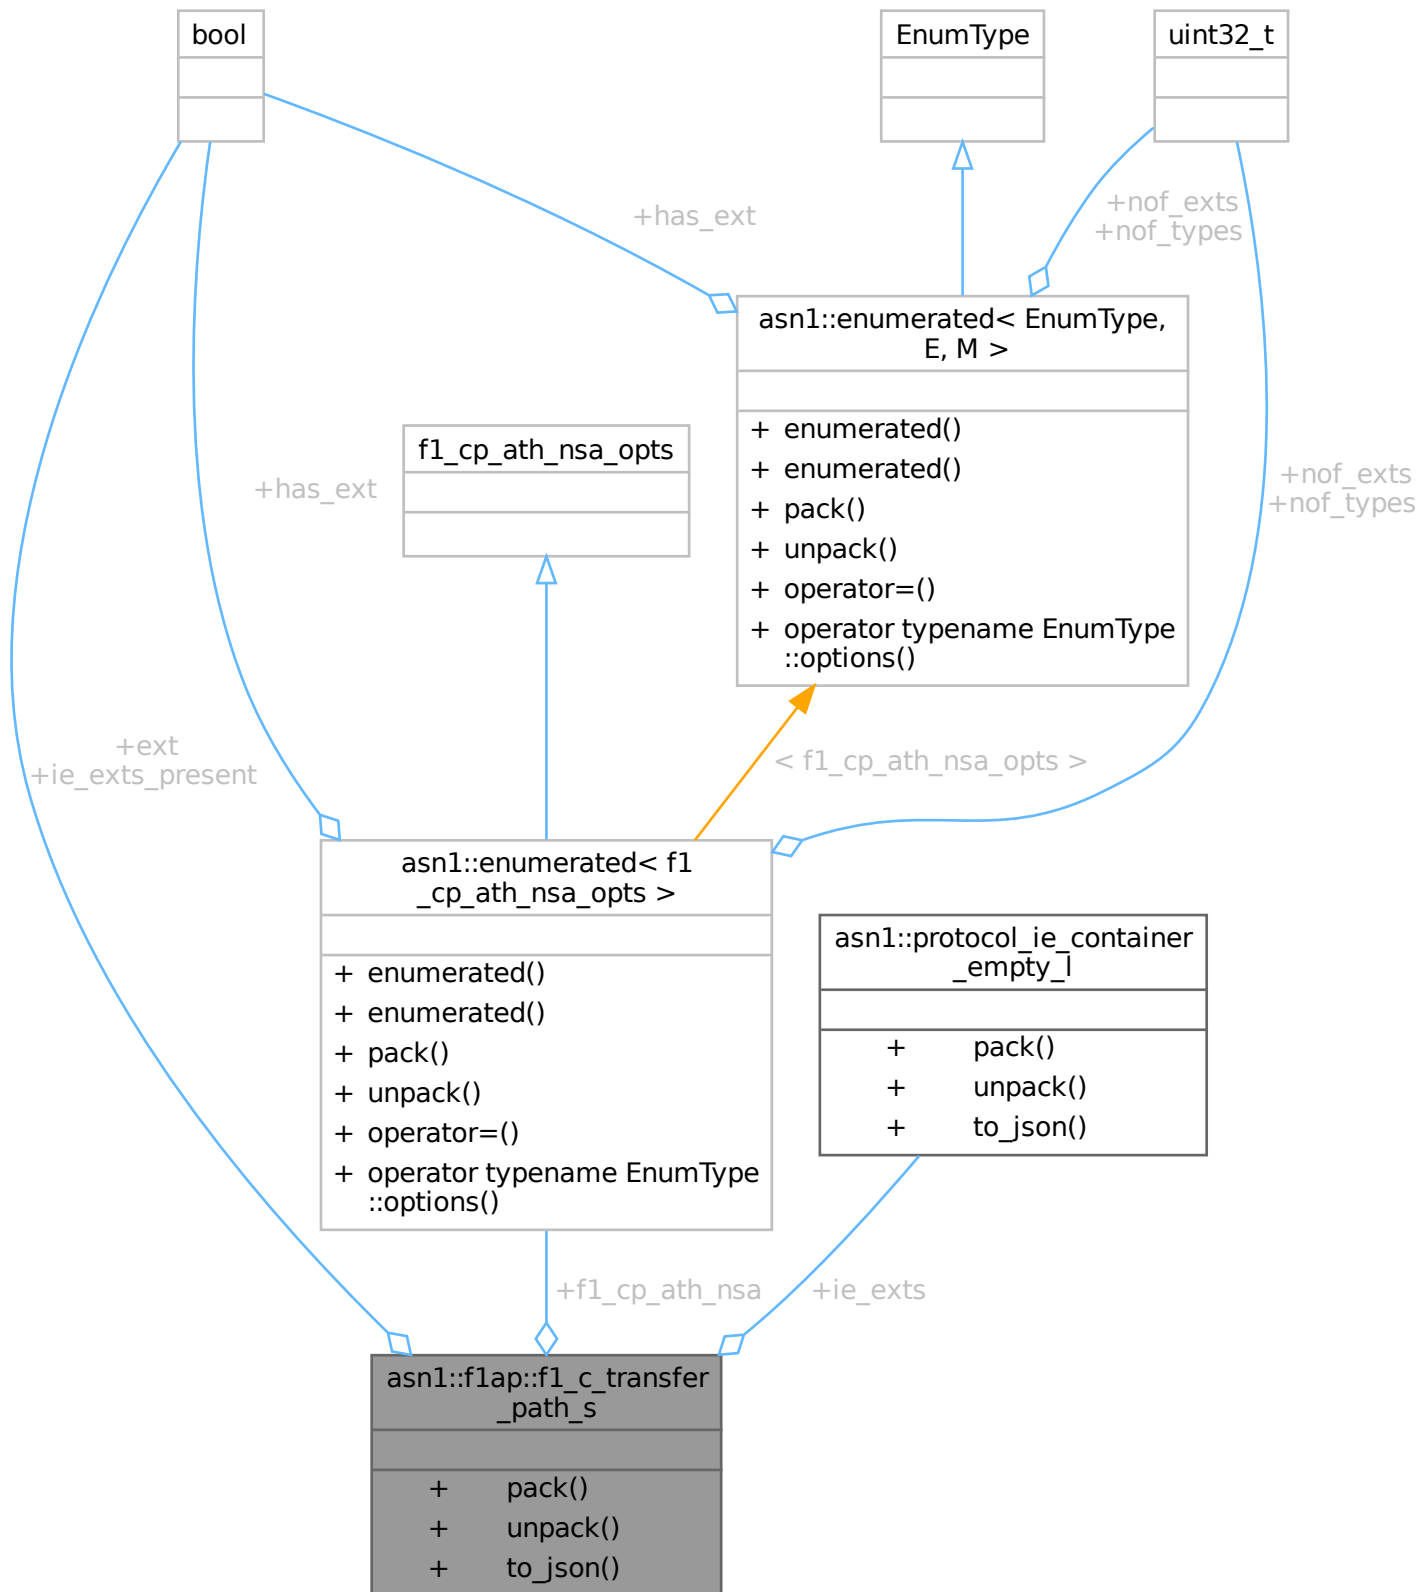 bool
EnumType
uint32_t
+has_ext
+nof_exts
+nof_types
asn1::enumerated< EnumType,
E, M >
+ enumerated()
+ enumerated()
+ pack()
+ unpack()
+ operator=()
+ operator typename EnumType
::options()
f1_cp_ath_nsa_opts
+has_ext
+nof_exts
+nof_types
+ext
+ie_exts_present
< f1_cp_ath_nsa_opts >
asn1::enumerated< f1
_cp_ath_nsa_opts >
+ enumerated()
+ enumerated()
+ pack()
+ unpack()
+ operator=()
+ operator typename EnumType
::options()
asn1::protocol_ie_container
_empty_l
+ pack()
+ unpack()
+ to_json()
+f1_cp_ath_nsa
+ie_exts
asn1::f1ap::f1_c_transfer
_path_s
+ pack()
+ unpack()
+ to_json()